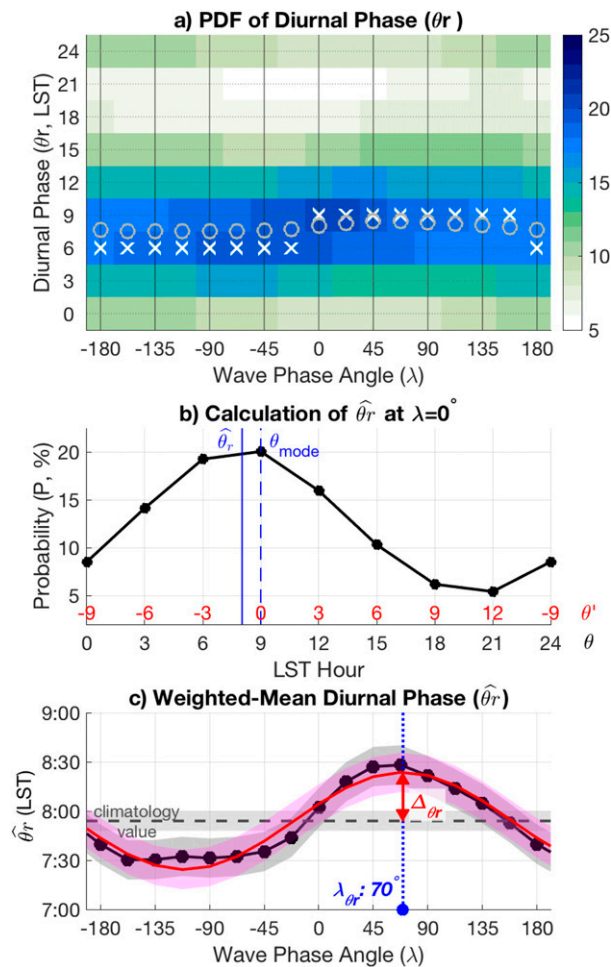 a) PDF of Diurnal Phase (θr )
Diurnal Phase (θr, LST)
24
21
18
15
12
9
6
3
0
-180 -135 -90 -45 0 45 90 135 180
Wave Phase Angle (λ)
25
20
15
10
5
b) Calculation of θ̂r at λ=0°
Probability (P, %)
20
15
10
5
θ̂r
θmode
-9 -6 -3 0 3 6 9 12 -9 θ'
0 3 6 9 12 15 18 21 24 θ
LST Hour
c) Weighted-Mean Diurnal Phase (θ̂r)
θ̂r (LST)
9:00
8:30
8:00
7:30
7:00
climatology
value
Δθr
λθr: 70°
-180 -135 -90 -45 0 45 90 135 180
Wave Phase Angle (λ)